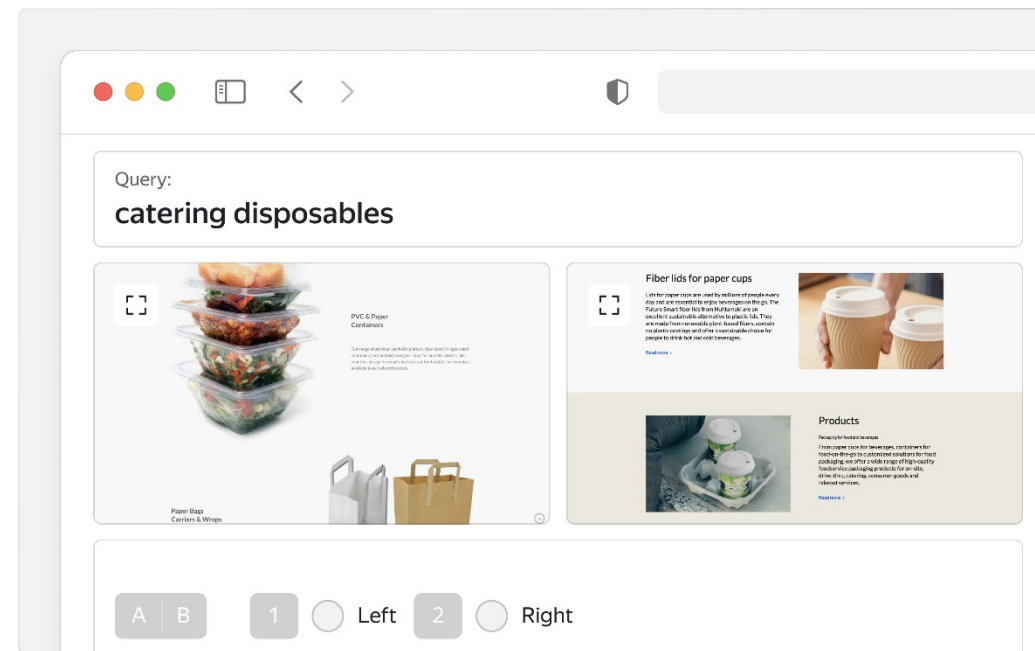 Query:
catering disposables
PVC & Paper
Containers
Paper Bags
Carriers & Wraps
Fiber lids for paper cups
Lids for paper cups are used by millions of people every
day and are essential to enjoy beverages on the go. The
Future Smart fiber lids from Huhtamaki are an
excellent sustainable alternative to plastic lids. They
are made from renewable plant-based fibers, contain
no plastic coatings and offer a sustainable choice for
people to drink hot and cold beverages.
Read more ›
Products
Packaging for food and beverages
From paper cups for beverages, containers for
food-on-the-go to customized solutions for food
packaging, we offer a wide range of high-quality
foodservice packaging products for on-site,
drive-thru, catering, consumer goods and
takeout services.
Read more ›
A | B
1
Left
2
Right